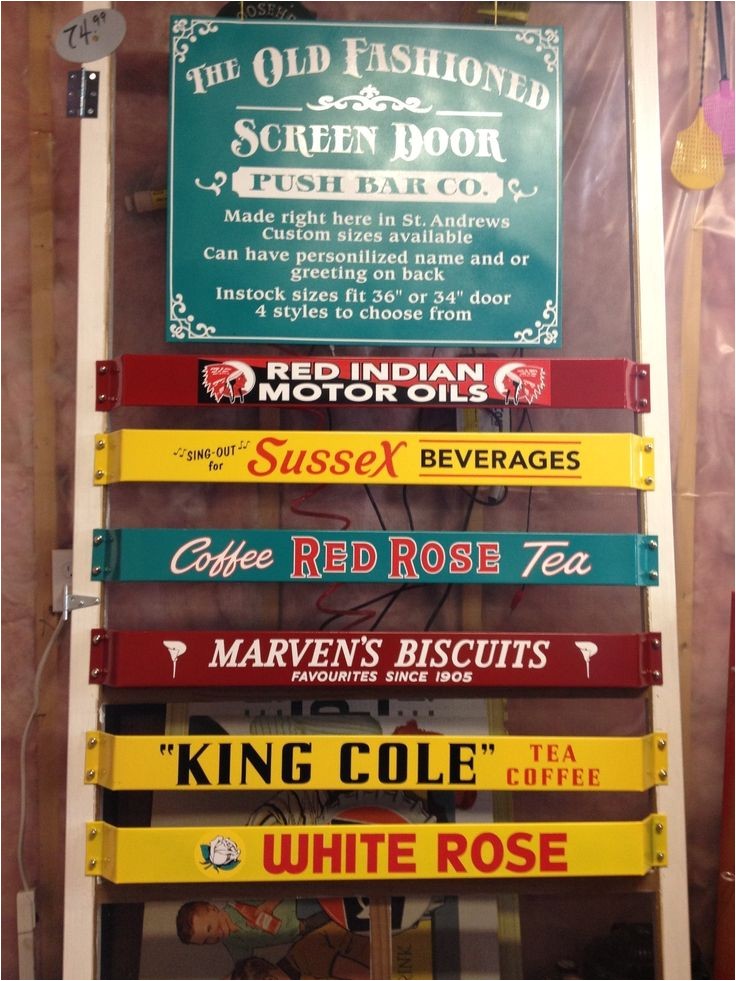 74.99
THE OLD FASHIONED
SCREEN DOOR
PUSH BAR CO.
Made right here in St. Andrews
Custom sizes available
Can have personilized name and or
greeting on back
Instock sizes fit 36" or 34" door
4 styles to choose from
RED INDIAN
MOTOR OILS
SING-OUT
for
SusseX BEVERAGES
Coffee RED ROSE Tea
MARVEN'S BISCUITS
FAVOURITES SINCE 1905
"KING COLE" TEA
COFFEE
WHITE ROSE